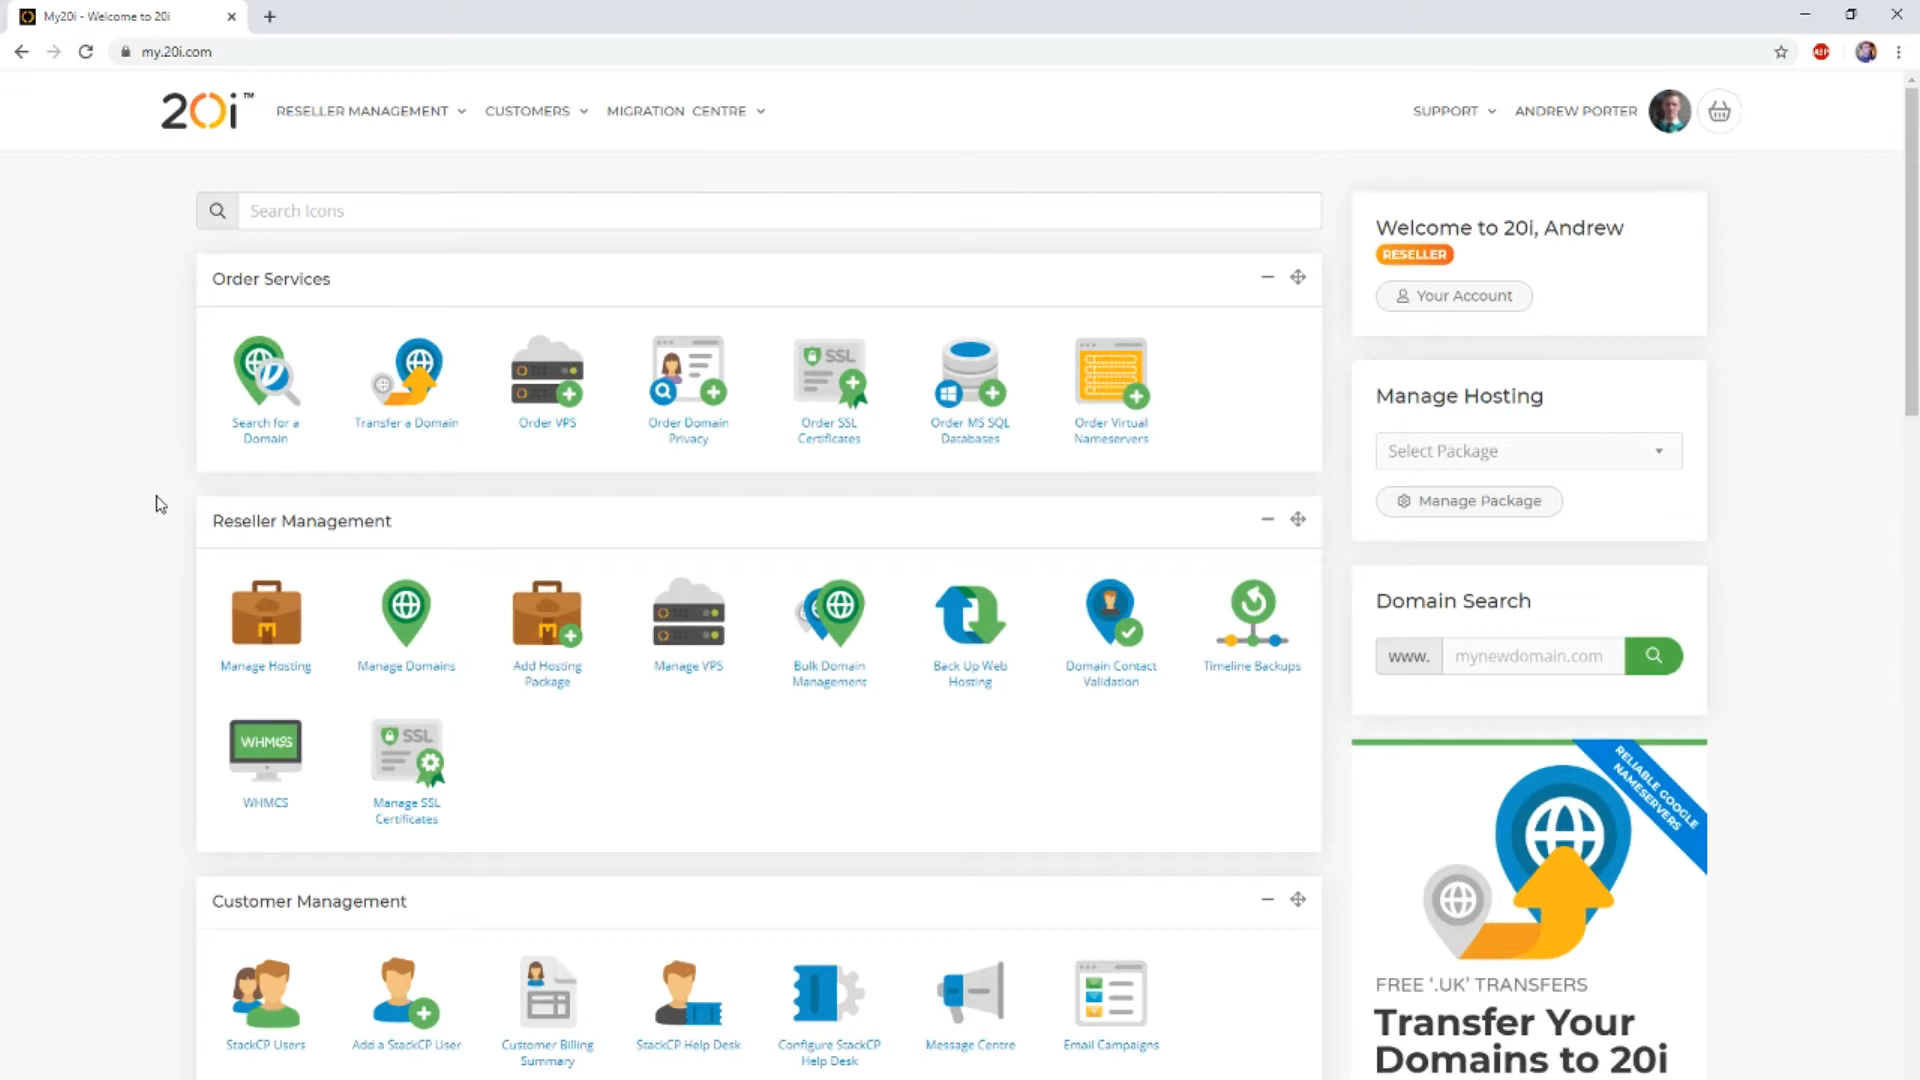 My20i - Welcome to 20i
my.20i.com
ABP
20i™
RESELLER MANAGEMENT
CUSTOMERS
MIGRATION CENTRE
SUPPORT
ANDREW PORTER
Search Icons
Order Services
Search for a
Domain
Transfer a Domain
Order VPS
Order Domain
Privacy
SSL
Order SSL
Certificates
Order MS SQL
Databases
Order Virtual
Nameservers
Reseller Management
Manage Hosting
Manage Domains
Add Hosting
Package
Manage VPS
Bulk Domain
Management
Back Up Web
Hosting
Domain Contact
Validation
Timeline Backups
WHMCS
WHMCS
SSL
Manage SSL
Certificates
Customer Management
StackCP Users
Add a StackCP User
Customer Billing
Summary
StackCP Help Desk
Configure StackCP
Help Desk
Message Centre
Email Campaigns
Welcome to 20i, Andrew
RESELLER
Your Account
Manage Hosting
Select Package
Manage Package
Domain Search
www.
mynewdomain.com
RELIABLE GOOGLE
NAMESERVERS
FREE '.UK' TRANSFERS
Transfer Your
Domains to 20i